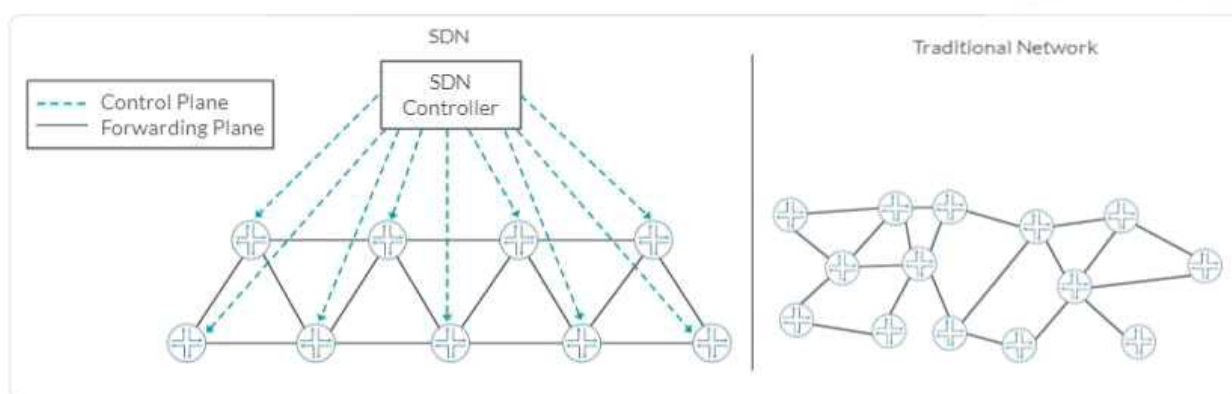 SDN
SDN
Controller
Control Plane
Forwarding Plane
Traditional Network